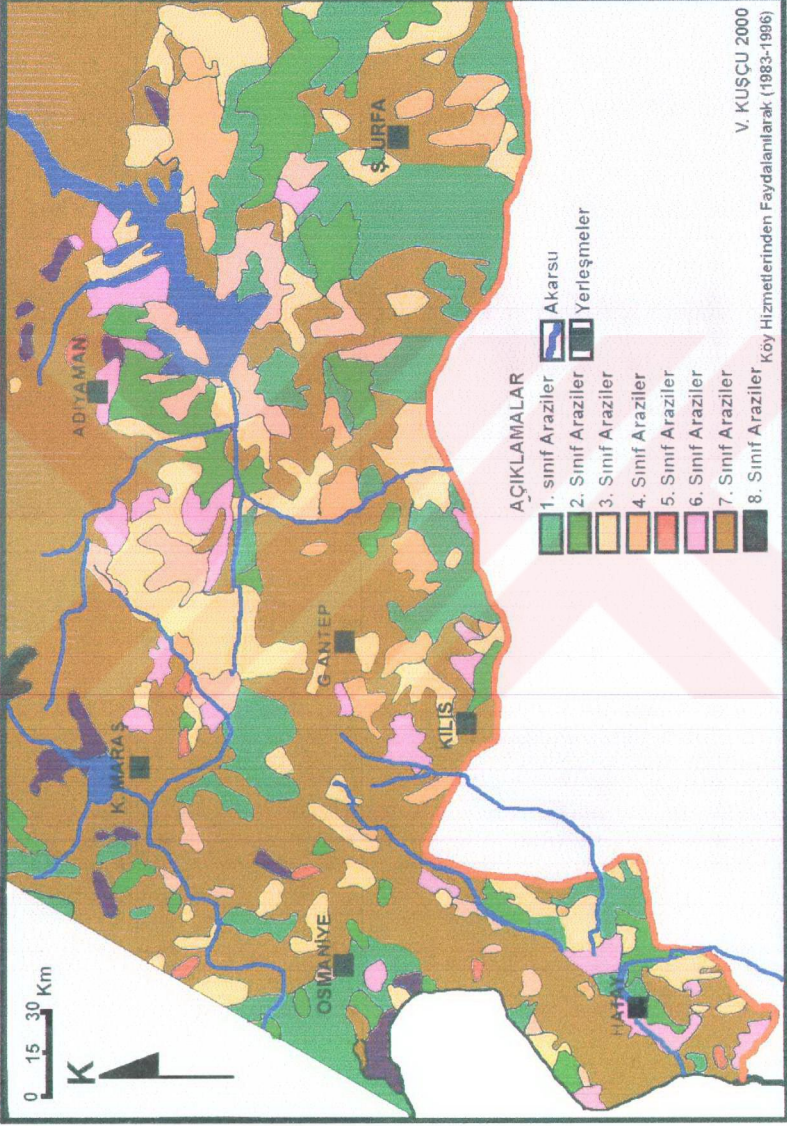 0 15 30 Km
K
ADIYAMAN
Ş.URFA
K. MARAŞ
G.ANTEP
OSMANİYE
KİLİS
HATAY
AÇIKLAMALAR
1. sınıf Araziler
2. Sınıf Araziler
3. Sınıf Araziler
4. Sınıf Araziler
5. Sınıf Araziler
6. Sınıf Araziler
7. Sınıf Araziler
8. Sınıf Araziler
Akarsu
Yerleşmeler
V. KUŞÇU 2000
Köy Hizmetlerinden Faydalanılarak (1983-1996)